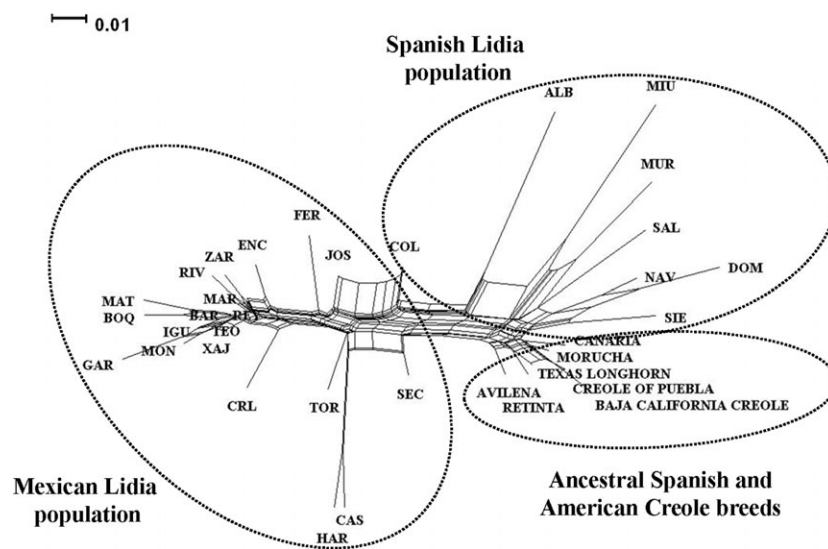 0.01
Spanish Lidia
population
ALB
MIU
MUR
SAL
NAV
DOM
SIE
FER
JOS
COL
ENC
ZAR
RIV
MAR
MAT
BOQ
BAR
REY
IGU
TEO
MON
XAJ
GAR
CRL
TOR
SEC
CANARIA
MORUCHA
TEXAS LONGHORN
AVILENA
CREOLE OF PUEBLA
RETINTA
BAJA CALIFORNIA CREOLE
Mexican Lidia
population
CAS
HAR
Ancestral Spanish and
American Creole breeds